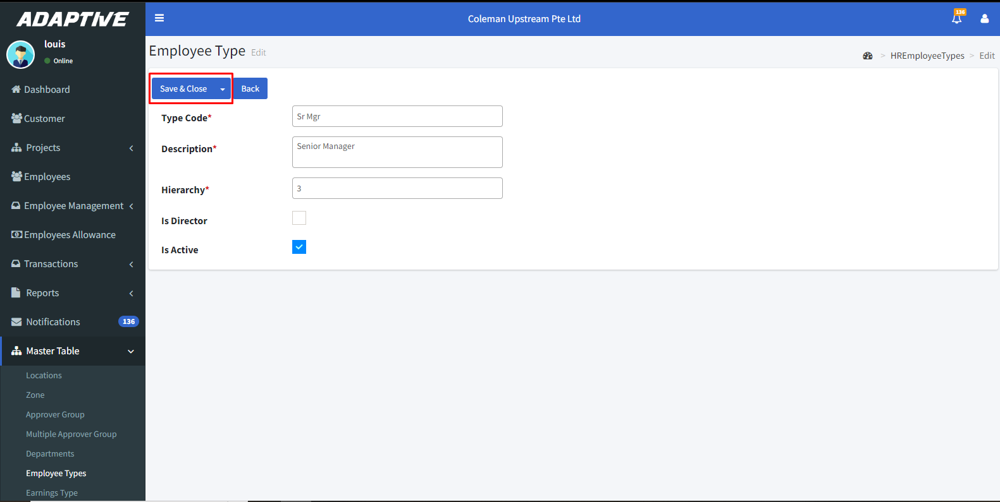 ADAPTIVE
louis
Online
Dashboard
Customer
Projects
Employees
Employee Management
Employees Allowance
Transactions
Reports
Notifications 136
Master Table
Locations
Zone
Approver Group
Multiple Approver Group
Departments
Employee Types
Earnings Type
Coleman Upstream Pte Ltd
136
Employee Type Edit
> HREmployeeTypes > Edit
Save & Close Back
Type Code* Sr Mgr
Description* Senior Manager
Hierarchy* 3
Is Director
Is Active